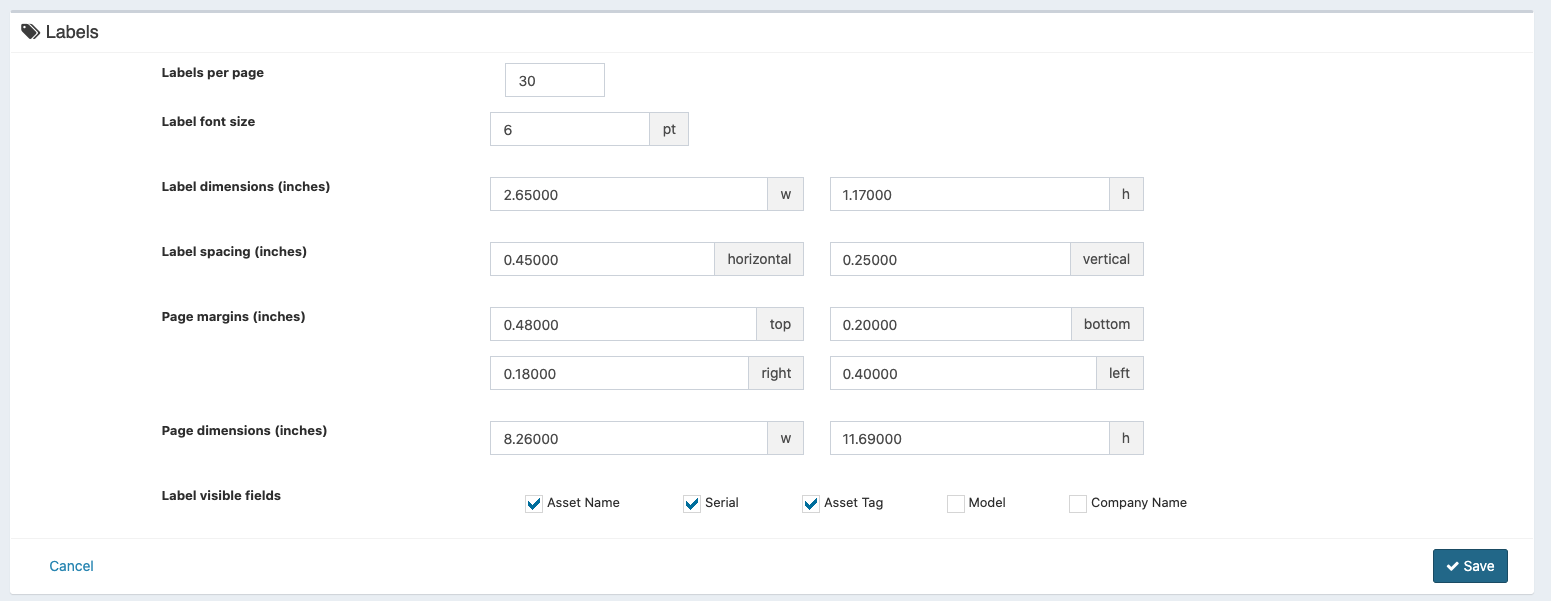 Labels
Labels per page
30
Label font size
6 pt
Label dimensions (inches)
2.65000 w 1.17000 h
Label spacing (inches)
0.45000 horizontal 0.25000 vertical
Page margins (inches)
0.48000 top 0.20000 bottom
0.18000 right 0.40000 left
Page dimensions (inches)
8.26000 w 11.69000 h
Label visible fields
Asset Name Serial Asset Tag Model Company Name
Cancel Save